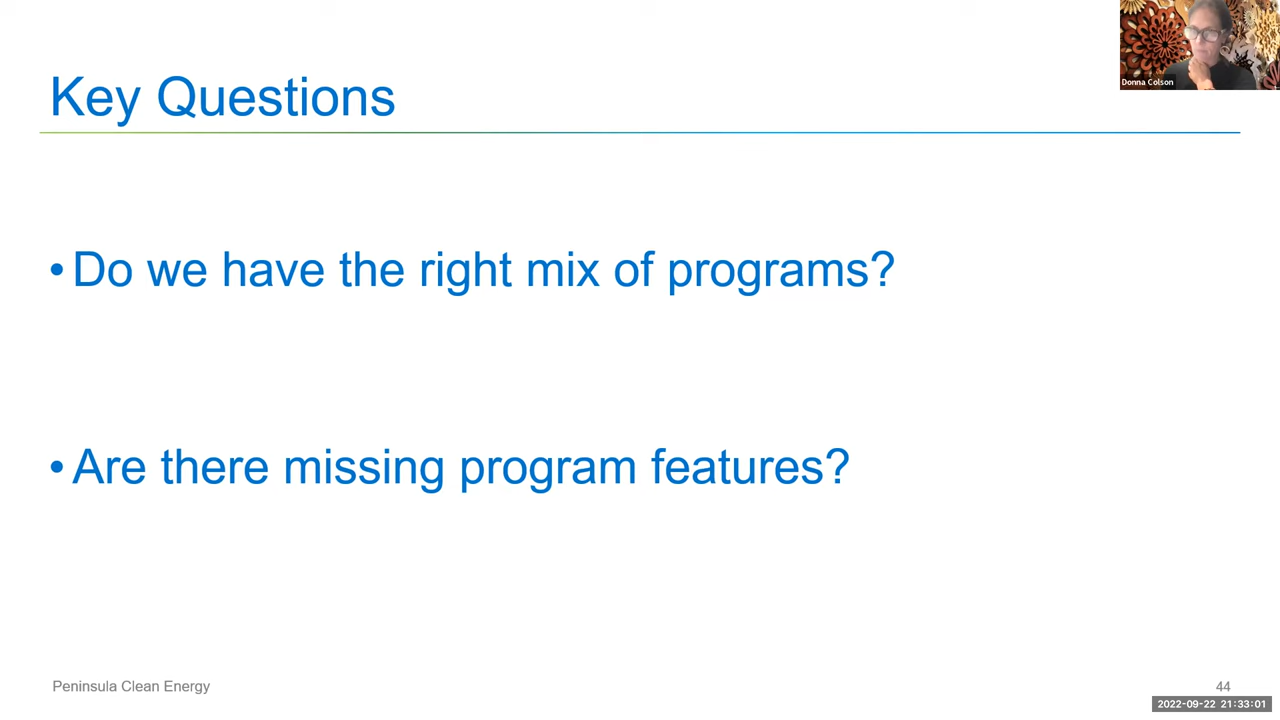 Donna Colson
Key Questions
•Do we have the right mix of programs?
•Are there missing program features?
Peninsula Clean Energy
44
2022-09-22 21:33:01